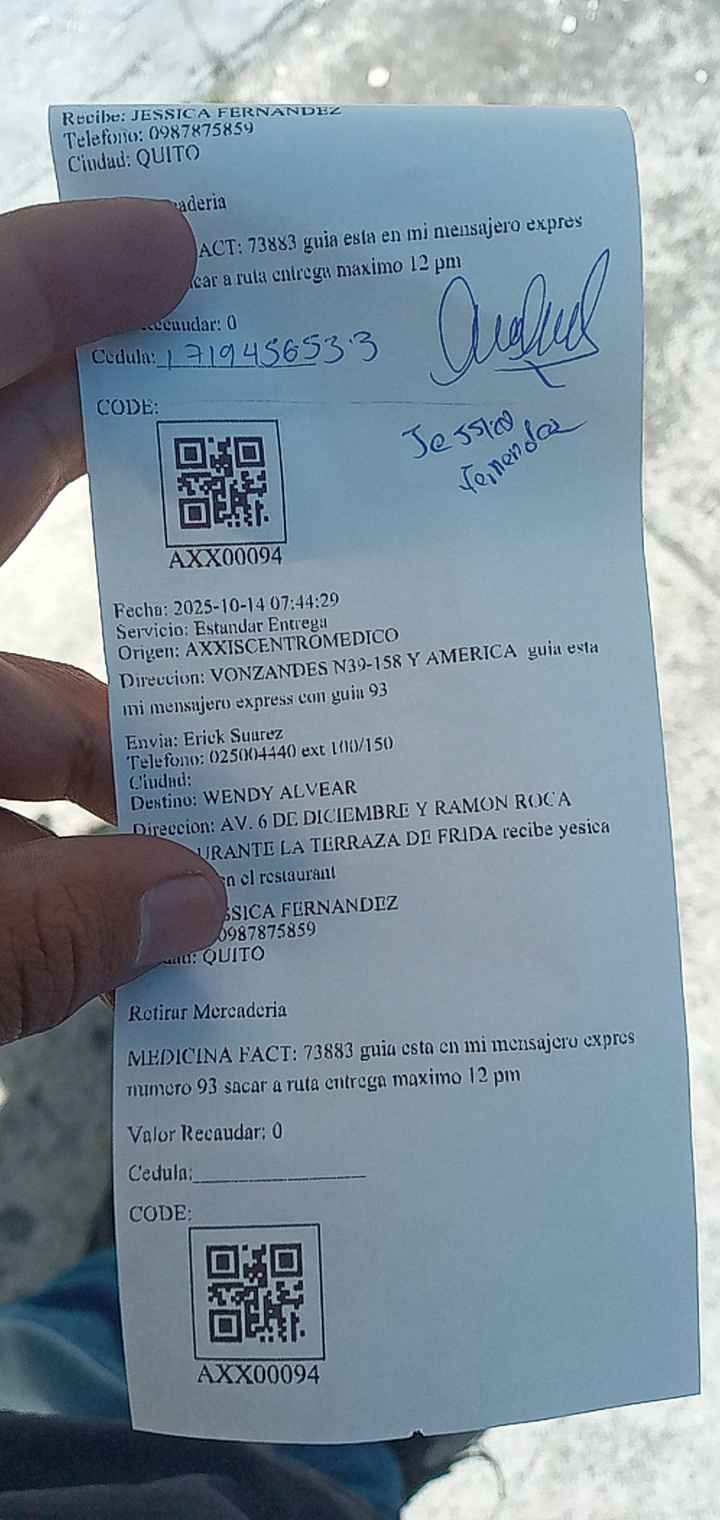 Recibe: JESSICA FERNANDEZ
Telefono: 0987875859
Ciudad: QUITO
aderia
ACT: 73883 guia esta en mi mensajero expres
car a ruta entrega maximo 12 pm
ecaudar: 0
Cedula: 1719456533
CODE:
Jessica
Fernandez
AXX00094
Fecha: 2025-10-14 07:44:29
Servicio: Estandar Entrega
Origen: AXXISCENTROMEDICO
Direccion: VONZANDES N39-158 Y AMERICA guia esta
mi mensajero express con guia 93
Envia: Erick Suarez
Telefono: 025004440 ext 100/150
Ciudad:
Destino: WENDY ALVEAR
Direccion: AV. 6 DE DICIEMBRE Y RAMON ROCA
URANTE LA TERRAZA DE FRIDA recibe yesica
n el restaurant
SSICA FERNANDEZ
0987875859
: QUITO
Retirar Mercaderia
MEDICINA FACT: 73883 guia esta en mi mensajero expres
numero 93 sacar a ruta entrega maximo 12 pm
Valor Recaudar: 0
Cedula:
CODE:
AXX00094